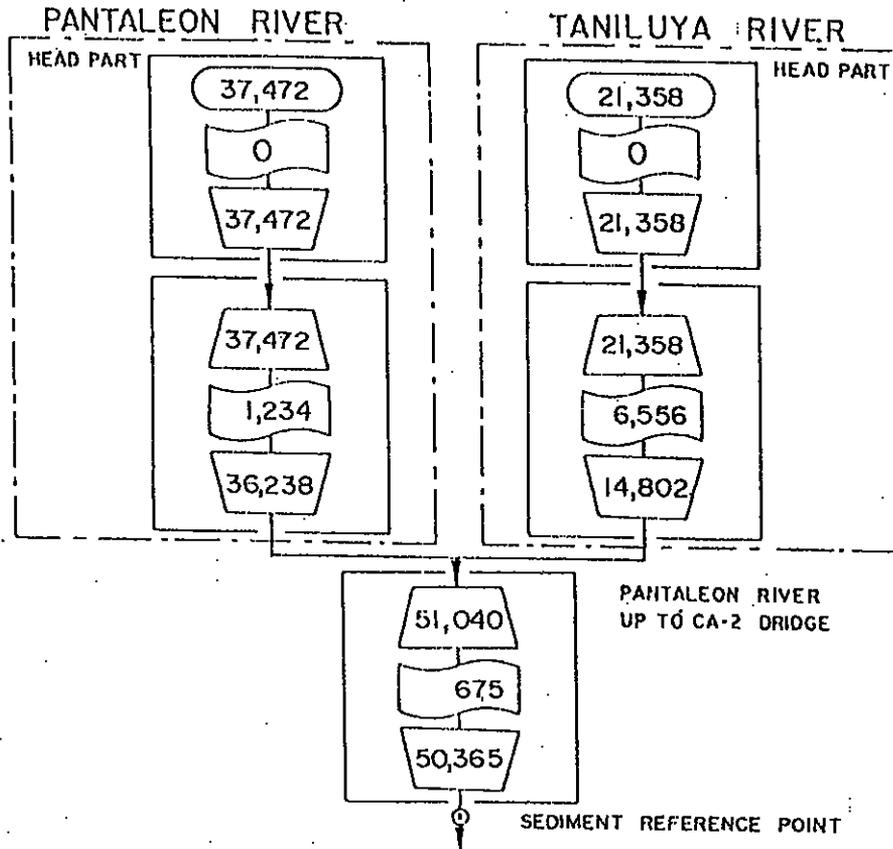 PANTALEON RIVER
HEAD PART
37,472
0
37,472
37,472
1,234
36,238
TANILUYA RIVER
HEAD PART
21,358
0
21,358
21,358
6,556
14,802
51,040
675
50,365
PANTALEON RIVER
UP TO CA-2 DRIDGE
SEDIMENT REFERENCE POINT